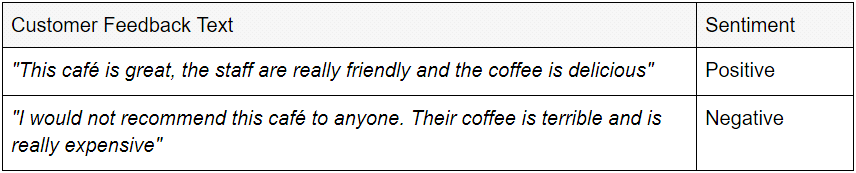 Customer Feedback Text Sentiment
"This café is great, the staff are really friendly and the coffee is delicious" Positive
"I would not recommend this café to anyone. Their coffee is terrible and is Negative
really expensive"